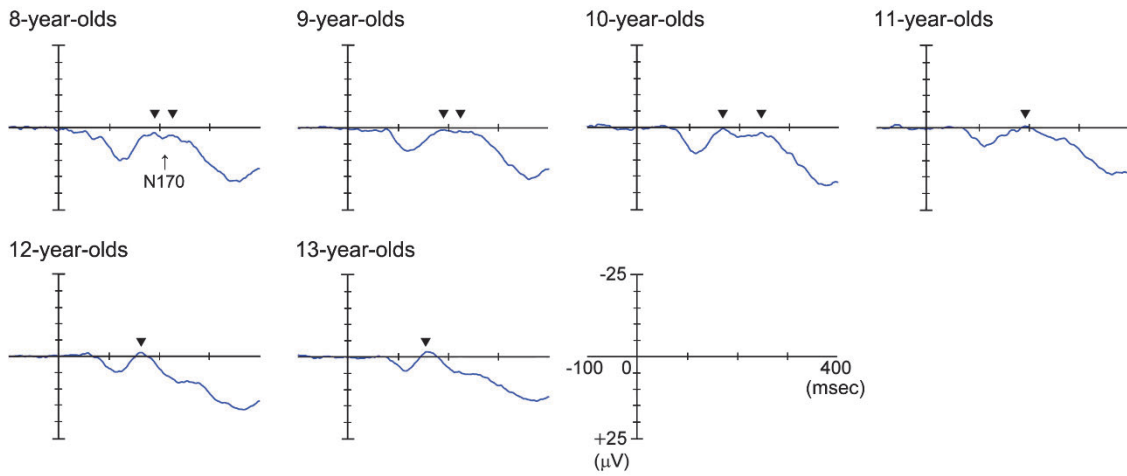 8-year-olds
9-year-olds
10-year-olds
11-year-olds
↑
N170
12-year-olds
13-year-olds
-25
-100 0 400
(msec)
+25
(μV)